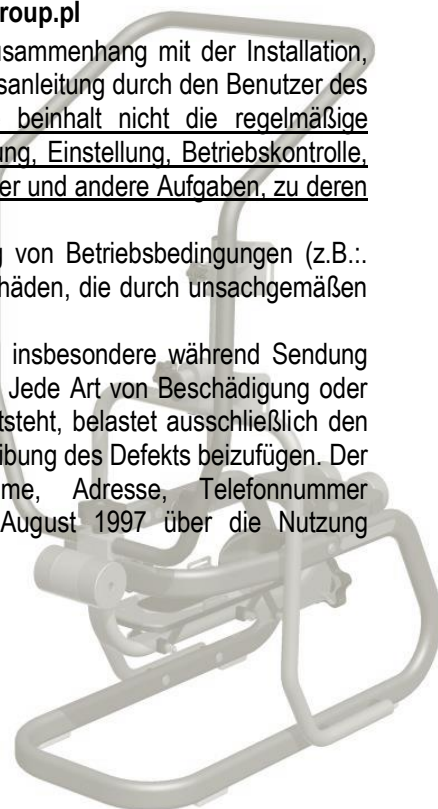 roup.pl
usammenhang mit der Installation,
sanleitung durch den Benutzer des
beinhalt nicht die regelmäßige
ung, Einstellung, Betriebskontrolle,
er und andere Aufgaben, zu deren
g von Betriebsbedingungen (z.B.:.
häden, die durch unsachgemäßen
insbesondere während Sendung
Jede Art von Beschädigung oder
tsteht, belastet ausschließlich den
ibung des Defekts beizufügen. Der
me, Adresse, Telefonnummer
August 1997 über die Nutzung